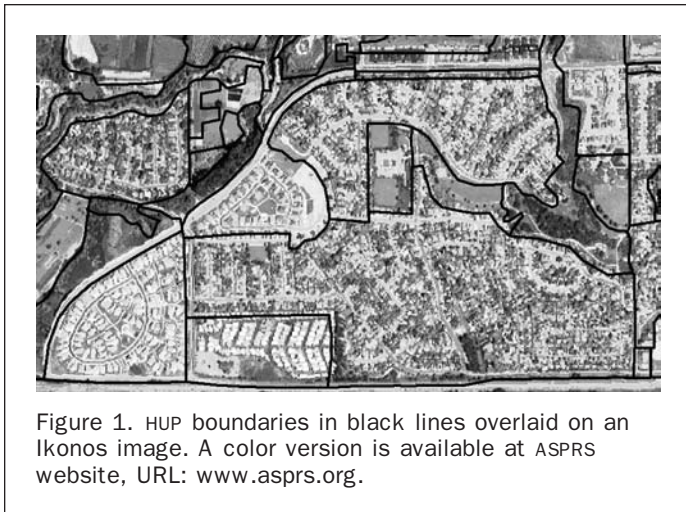 Figure 1. HUP boundaries in black lines overlaid on an
Ikonos image. A color version is available at ASPRS
website, URL: www.asprs.org.